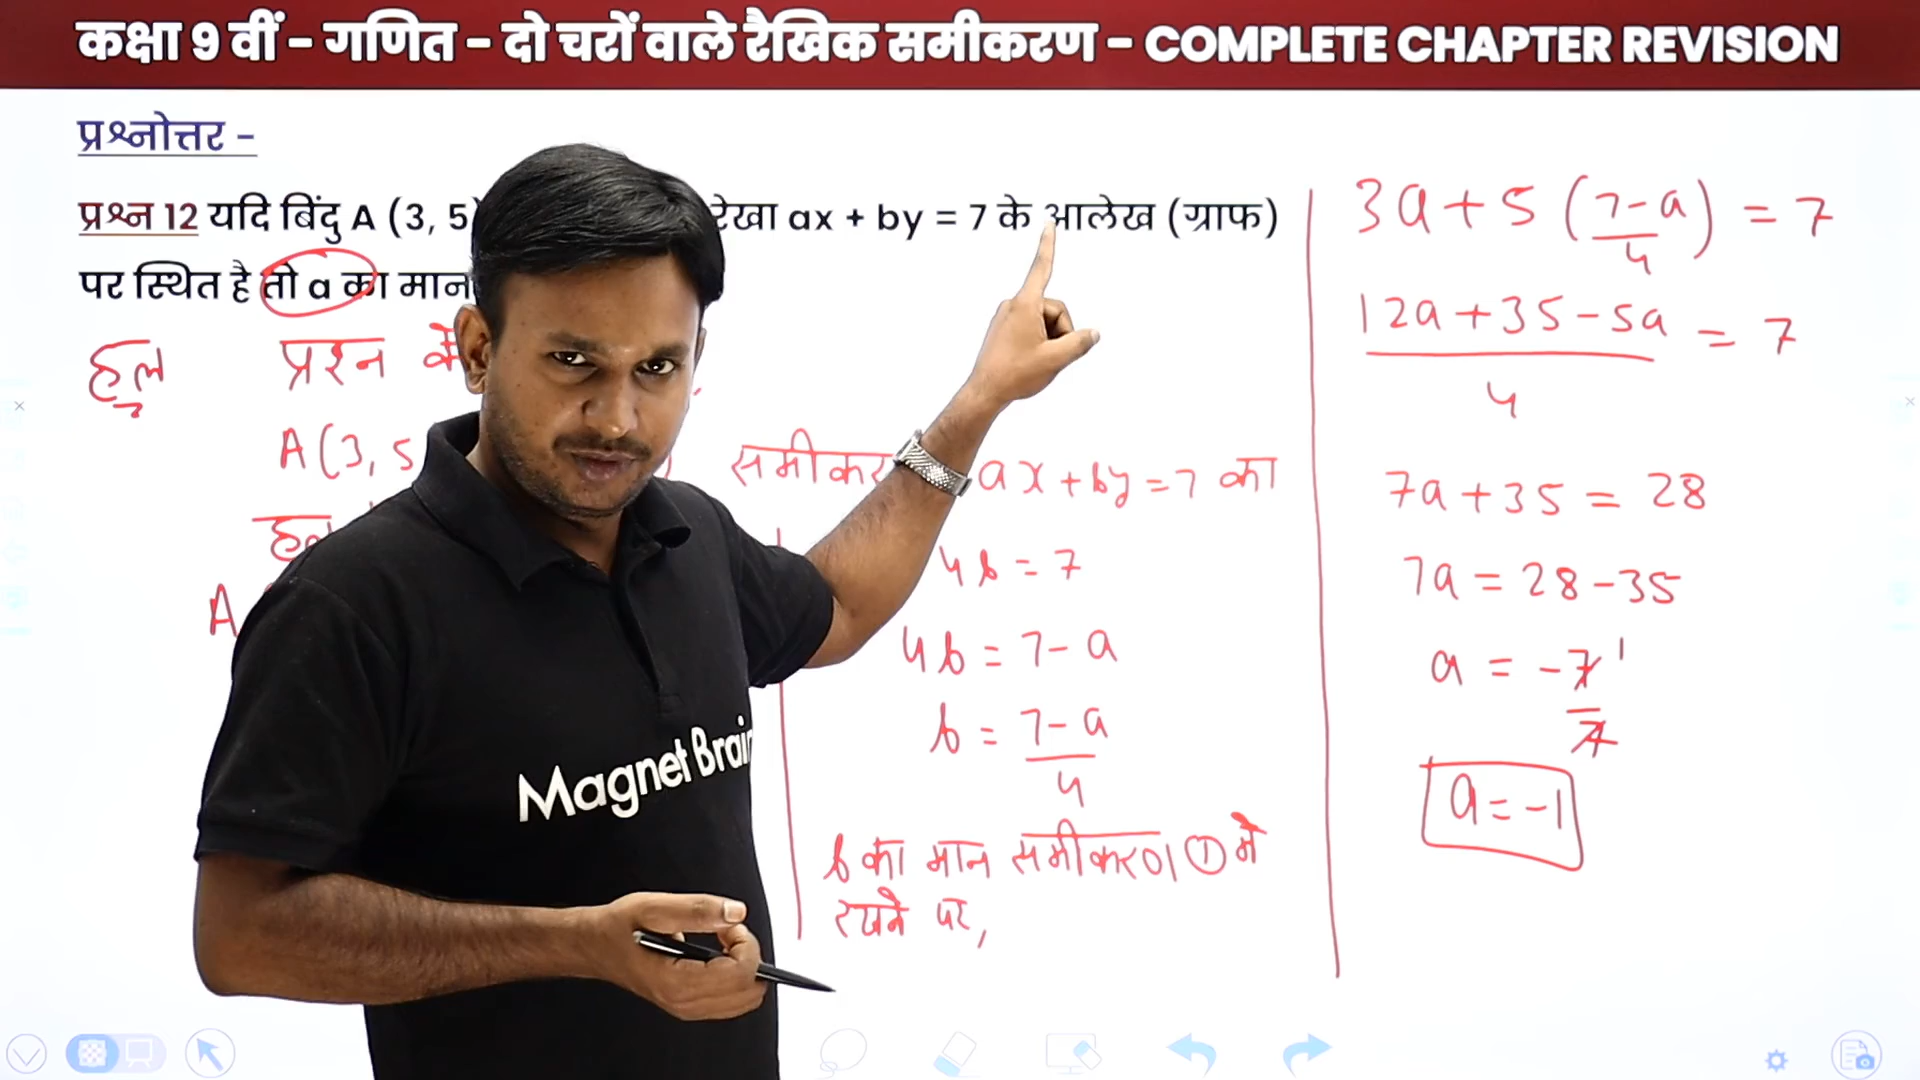 कक्षा 9 वीं - गणित - दो चरों वाले रैखिक समीकरण - COMPLETE CHAPTER REVISION
प्रश्नोत्तर -
प्रश्न 12 यदि बिंदु A (3, 5) रेखा ax + by = 7 के आलेख (ग्राफ)
पर स्थित है तो a का मान
हल प्रश्न के
A(3, 5 समीकर ax+by=7 का
हल
A
4b = 7
4b = 7-a
b = 7-a/4
b का मान समीकरण ① में
रखने पर,
3a+5(7-a/4) = 7
12a+35-5a/4 = 7
7a+35 = 28
7a = 28-35
a = -7/7 1
a=-1
Magnet Brain